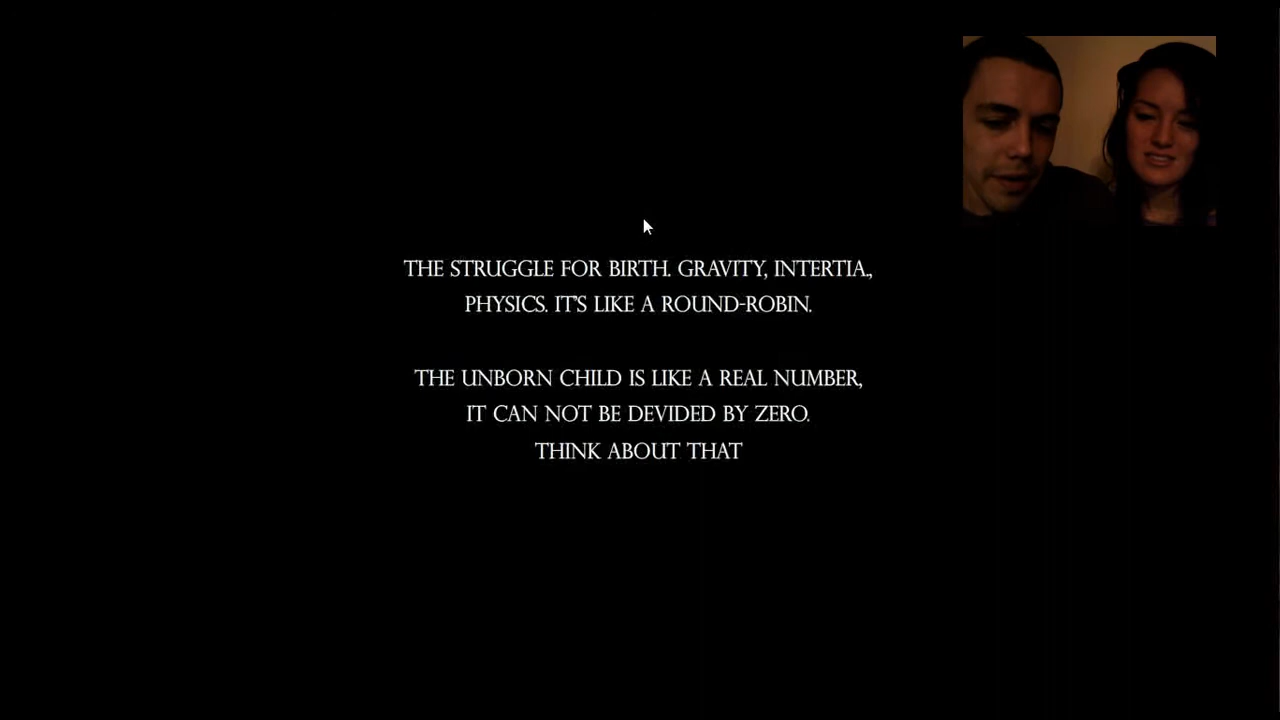 THE STRUGGLE FOR BIRTH. GRAVITY, INTERTIA.,
PHYSICS. IT'S LIKE A ROUND-ROBIN.
THE UNBORN CHILD IS LIKE A REAL NUMBER,
IT CAN NOT BE DEVIDED BY ZERO.
THINK ABOUT THAT